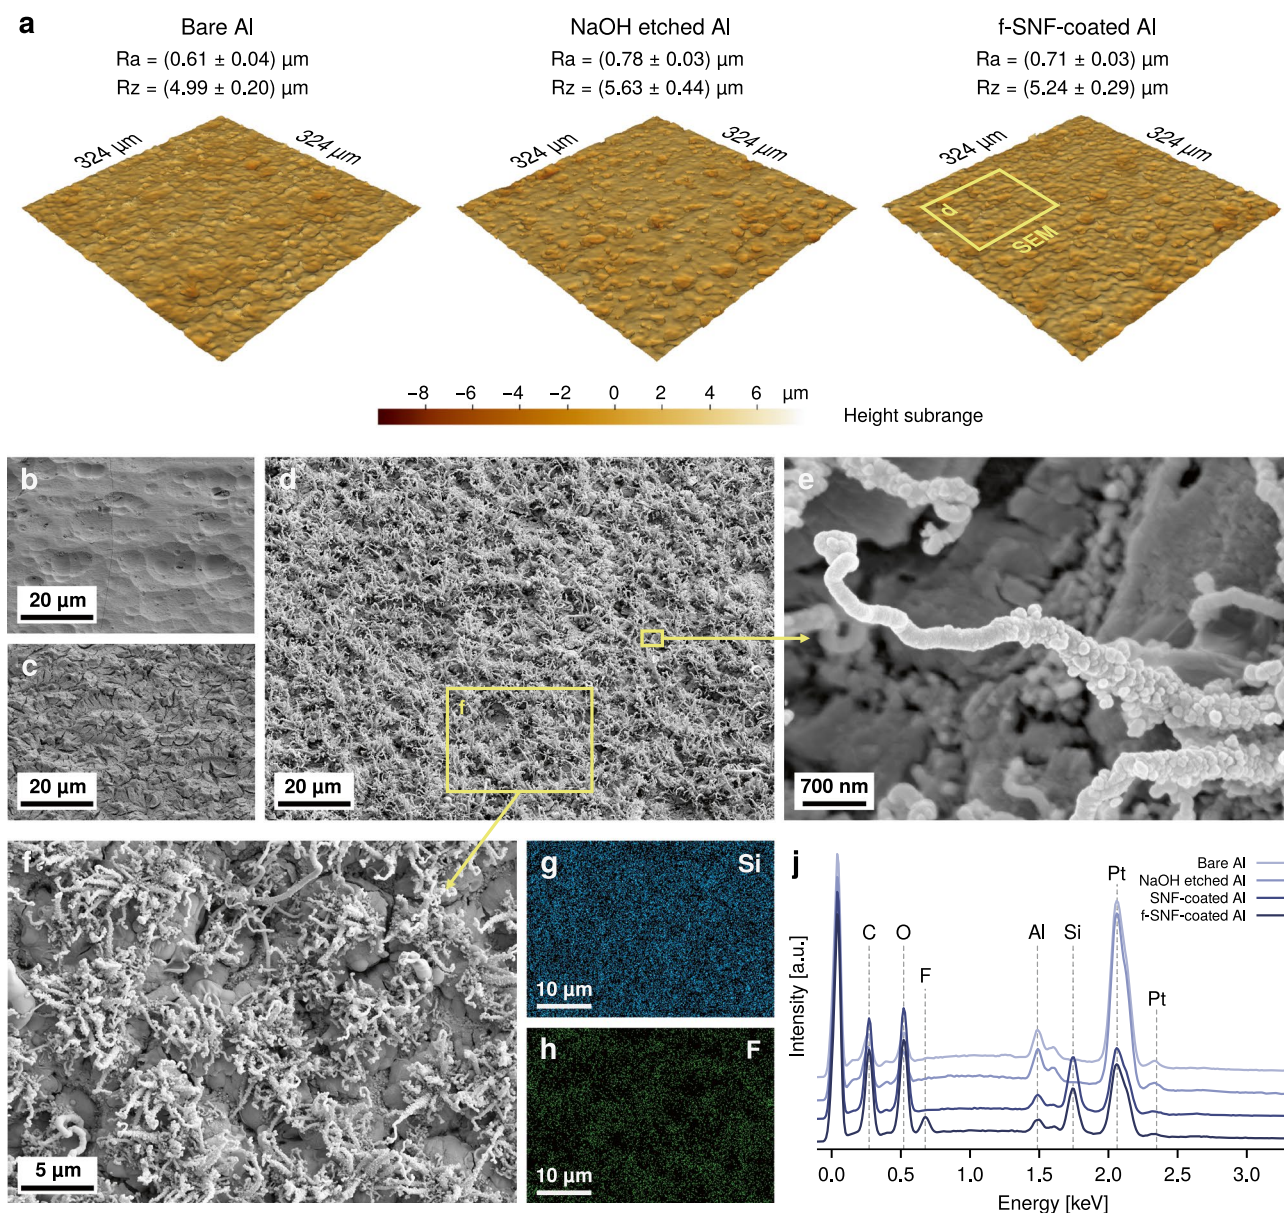 a
Bare Al
Ra = (0.61 ± 0.04) µm
Rz = (4.99 ± 0.20) µm
324 µm
324 µm
NaOH etched Al
Ra = (0.78 ± 0.03) µm
Rz = (5.63 ± 0.44) µm
324 µm
324 µm
f-SNF-coated Al
Ra = (0.71 ± 0.03) µm
Rz = (5.24 ± 0.29) µm
324 µm
324 µm
d
SEM
−8 −6 −4 −2 0 2 4 6 µm
Height subrange
b
20 µm
c
20 µm
d
f
20 µm
e
700 nm
f
5 µm
g
Si
10 µm
h
F
10 µm
j
Bare Al
NaOH etched Al
SNF-coated Al
f-SNF-coated Al
C
O
F
Al
Si
Pt
Pt
Intensity [a.u.]
0.0 0.5 1.0 1.5 2.0 2.5 3.0
Energy [keV]